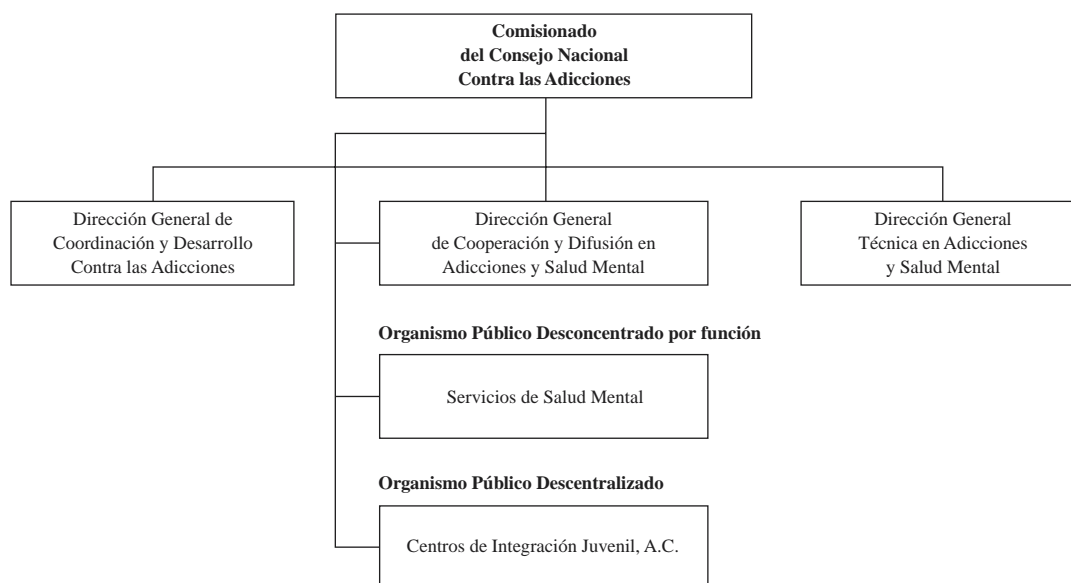 Comisionado
del Consejo Nacional
Contra las Adicciones
Dirección General de
Coordinación y Desarrollo
Contra las Adicciones
Dirección General
de Cooperación y Difusión en
Adicciones y Salud Mental
Dirección General
Técnica en Adicciones
y Salud Mental
Organismo Público Desconcentrado por función
Servicios de Salud Mental
Organismo Público Descentralizado
Centros de Integración Juvenil, A.C.